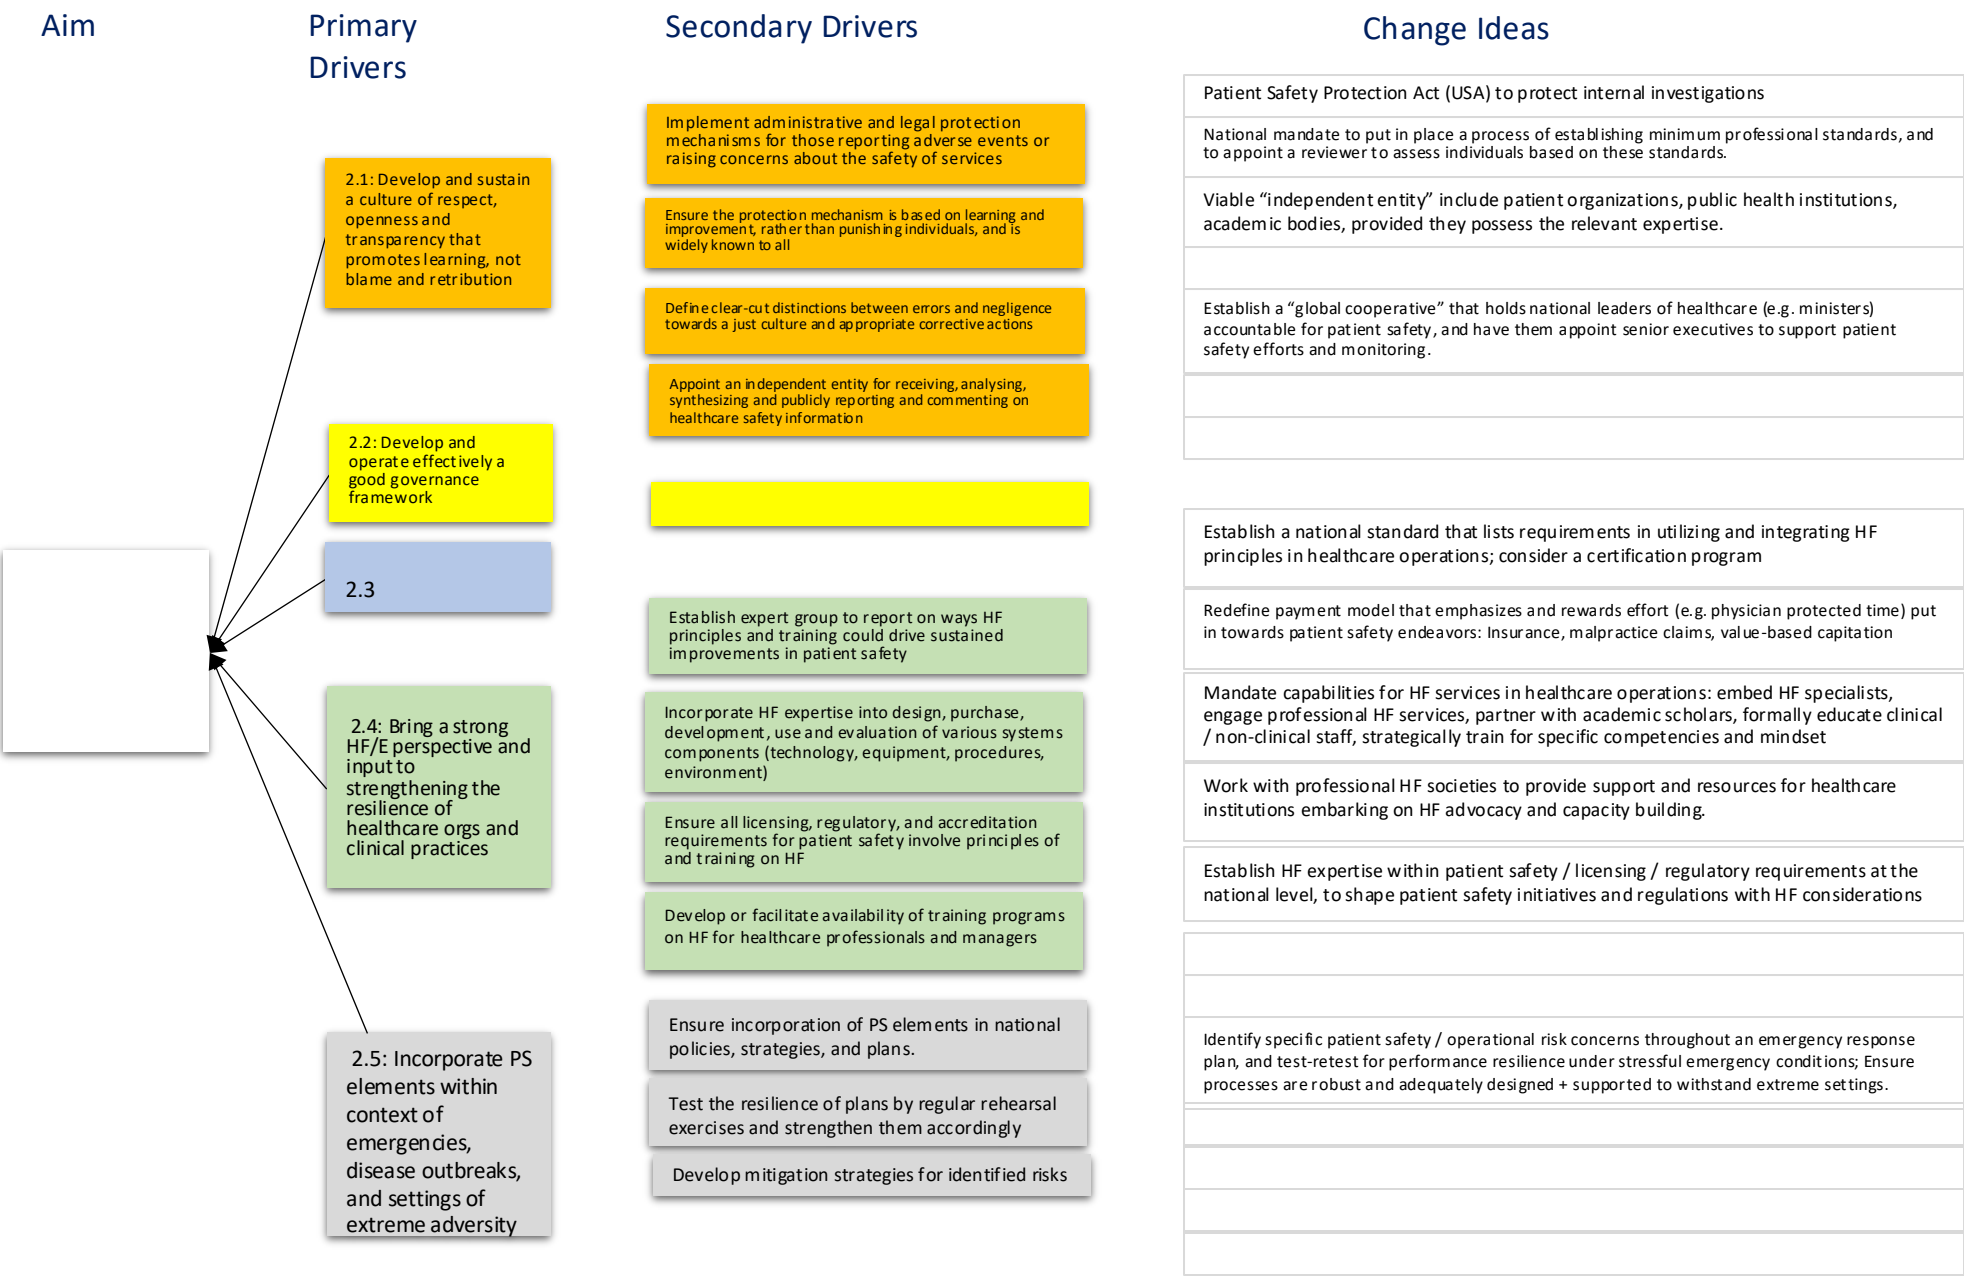 Aim
Primary
Drivers
Secondary Drivers
Change Ideas
2.1: Develop and sustain
a culture of respect,
openness and
transparency that
promotes learning, not
blame and retribution
2.2: Develop and
operate effectively a
good governance
framework
2.3
2.4: Bring a strong
HF/E perspective and
input to
strengthening the
resilience of
healthcare orgs and
clinical practices
2.5: Incorporate PS
elements within
context of
emergencies,
disease outbreaks,
and settings of
extreme adversity
Implement administrative and legal protection
mechanisms for those reporting adverse events or
raising concerns about the safety of services
Ensure the protection mechanism is based on learning and
improvement, rather than punishing individuals, and is
widely known to all
Define clear-cut distinctions between errors and negligence
towards a just culture and appropriate corrective actions
Appoint an independent entity for receiving, analysing,
synthesizing and publicly reporting and commenting on
healthcare safety information
Establish expert group to report on ways HF
principles and training could drive sustained
improvements in patient safety
Incorporate HF expertise into design, purchase,
development, use and evaluation of various systems
components (technology, equipment, procedures,
environment)
Ensure all licensing, regulatory, and accreditation
requirements for patient safety involve principles of
and training on HF
Develop or facilitate availability of training programs
on HF for healthcare professionals and managers
Ensure incorporation of PS elements in national
policies, strategies, and plans.
Test the resilience of plans by regular rehearsal
exercises and strengthen them accordingly
Develop mitigation strategies for identified risks
Patient Safety Protection Act (USA) to protect internal investigations
National mandate to put in place a process of establishing minimum professional standards, and
to appoint a reviewer to assess individuals based on these standards.
Viable “independent entity” include patient organizations, public health institutions,
academic bodies, provided they possess the relevant expertise.
Establish a “global cooperative” that holds national leaders of healthcare (e.g. ministers)
accountable for patient safety, and have them appoint senior executives to support patient
safety efforts and monitoring.
Establish a national standard that lists requirements in utilizing and integrating HF
principles in healthcare operations; consider a certification program
Redefine payment model that emphasizes and rewards effort (e.g. physician protected time) put
in towards patient safety endeavors: Insurance, malpractice claims, value-based capitation
Mandate capabilities for HF services in healthcare operations: embed HF specialists,
engage professional HF services, partner with academic scholars, formally educate clinical
/ non-clinical staff, strategically train for specific competencies and mindset
Work with professional HF societies to provide support and resources for healthcare
institutions embarking on HF advocacy and capacity building.
Establish HF expertise within patient safety / licensing / regulatory requirements at the
national level, to shape patient safety initiatives and regulations with HF considerations
Identify specific patient safety / operational risk concerns throughout an emergency response
plan, and test-retest for performance resilience under stressful emergency conditions; Ensure
processes are robust and adequately designed + supported to withstand extreme settings.